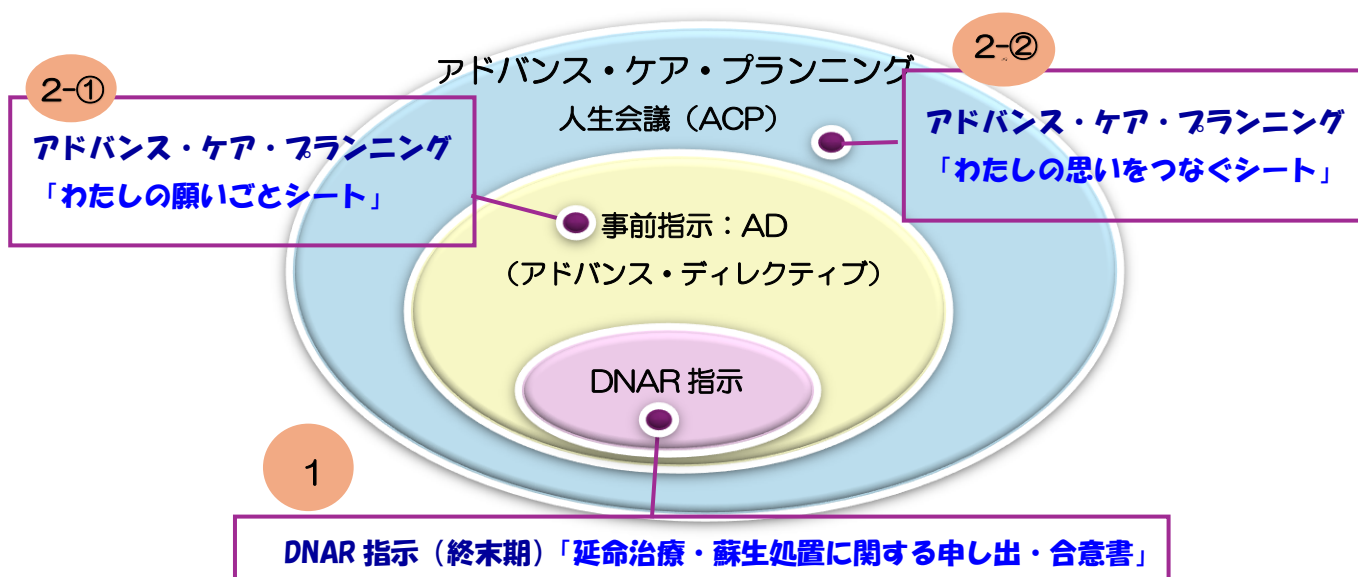 2-①
アドバンス・ケア・プランニング
「わたしの願いごとシート」
アドバンス・ケア・プランニング
人生会議（ACP）
2-②
アドバンス・ケア・プランニング
「わたしの思いをつなぐシート」
事前指示：AD
（アドバンス・ディレクティブ）
DNAR 指示
1
DNAR 指示（終末期）「延命治療・蘇生処置に関する申し出・合意書」